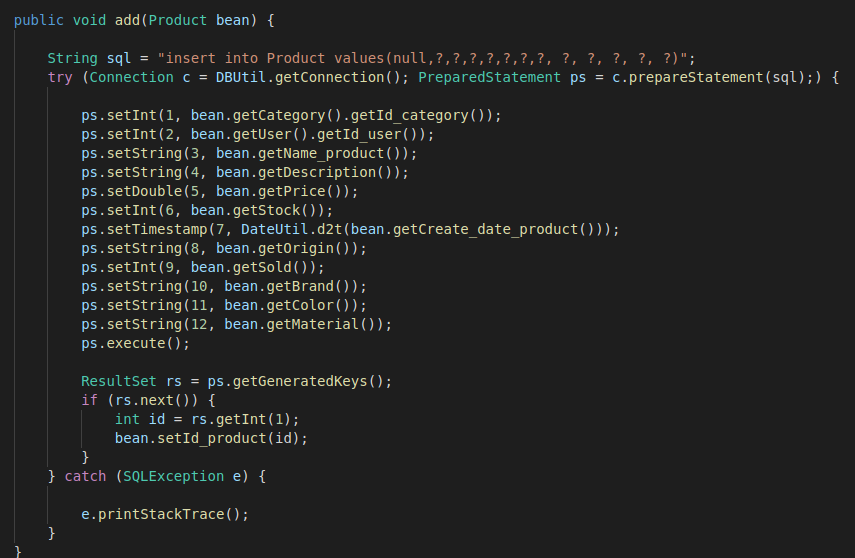 public void add(Product bean) {
String sql = "insert into Product values(null,?,?,?,?,?,?,?, ?, ?, ?, ?, ?)";
try (Connection c = DBUtil.getConnection(); PreparedStatement ps = c.prepareStatement(sql);) {
ps.setInt(1, bean.getCategory().getId_category());
ps.setInt(2, bean.getUser().getId_user());
ps.setString(3, bean.getName_product());
ps.setString(4, bean.getDescription());
ps.setDouble(5, bean.getPrice());
ps.setInt(6, bean.getStock());
ps.setTimestamp(7, DateUtil.d2t(bean.getCreate_date_product()));
ps.setString(8, bean.getOrigin());
ps.setInt(9, bean.getSold());
ps.setString(10, bean.getBrand());
ps.setString(11, bean.getColor());
ps.setString(12, bean.getMaterial());
ps.execute();
ResultSet rs = ps.getGeneratedKeys();
if (rs.next()) {
int id = rs.getInt(1);
bean.setId_product(id);
}
} catch (SQLException e) {
e.printStackTrace();
}
}